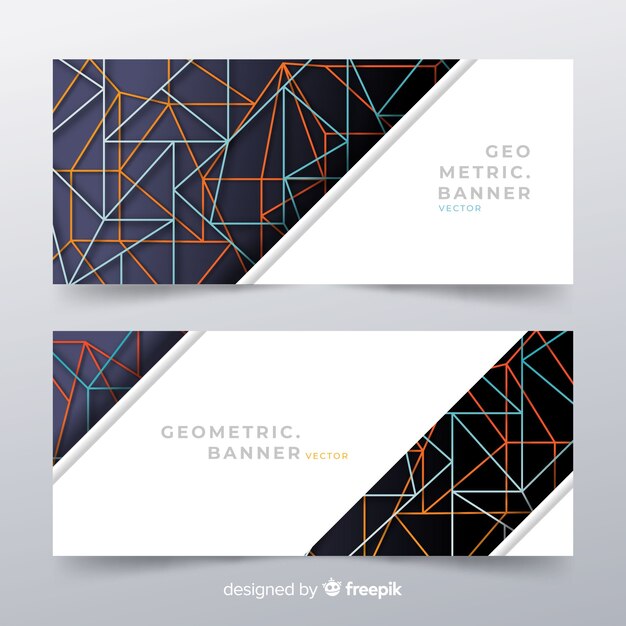 GEO
METRIC.
BANNER
VECTOR
GEOMETRIC.
BANNER VECTOR
designed by freepik